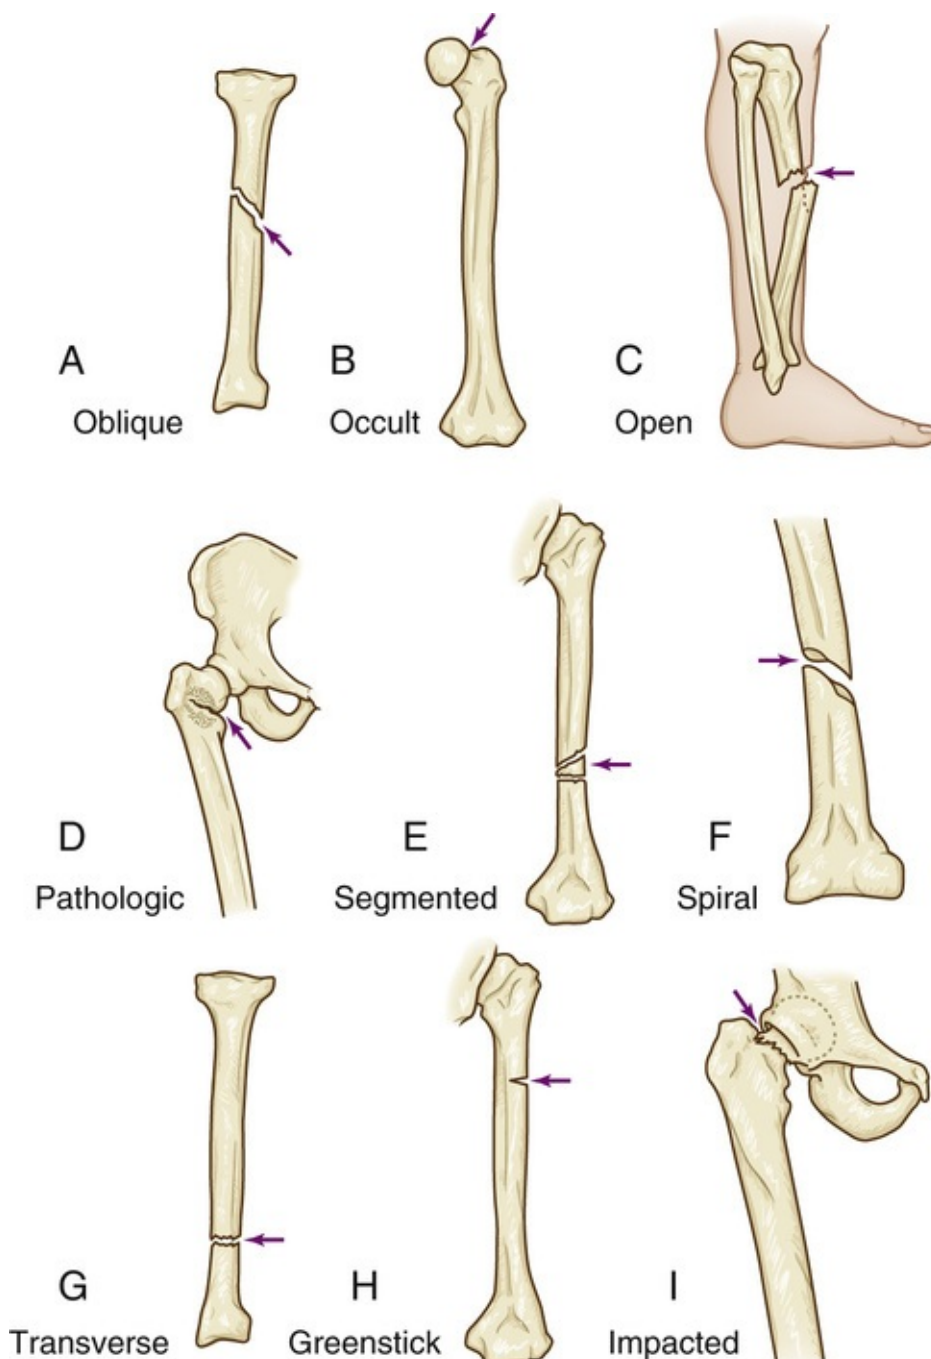 A
Oblique
B
Occult
C
Open
D
Pathologic
E
Segmented
F
Spiral
G
Transverse
H
Greenstick
I
Impacted